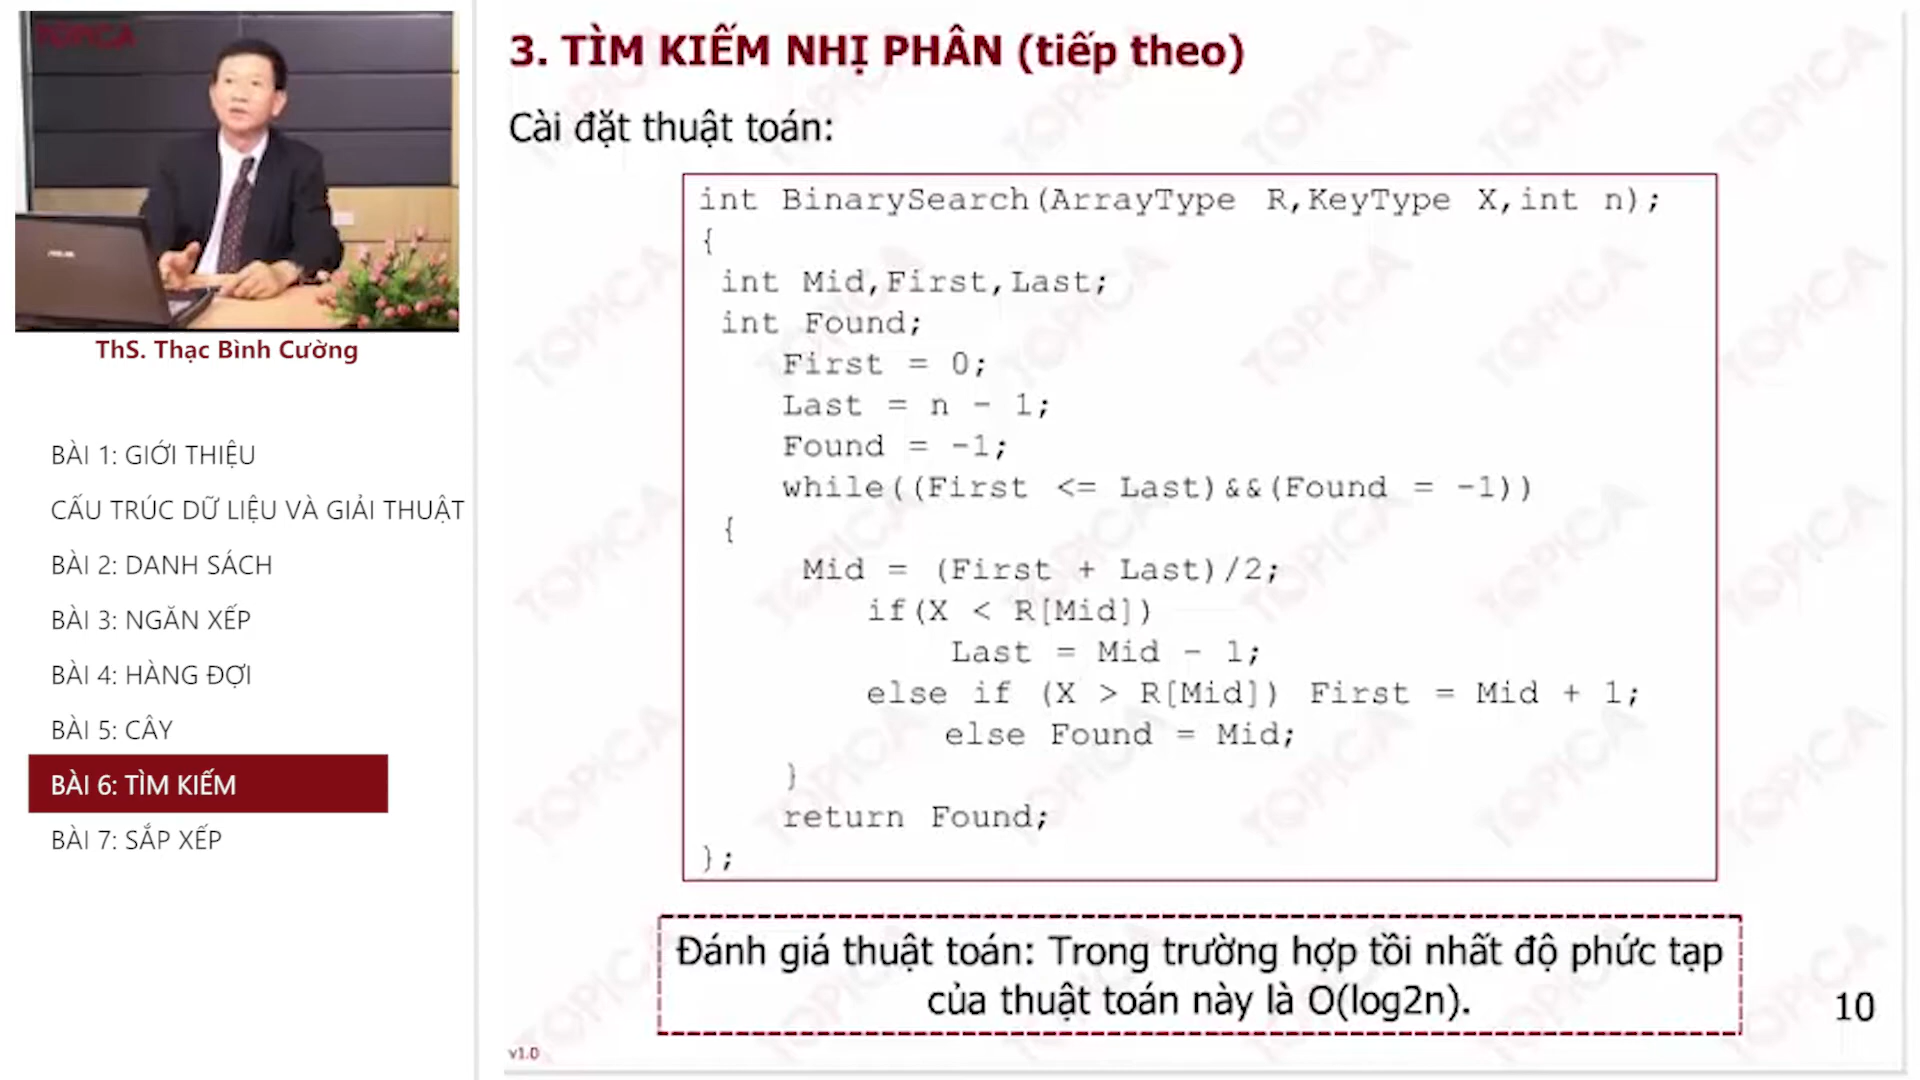 TOPICA
ThS. Thạc Bình Cường
BÀI 1: GIỚI THIỆU
CẤU TRÚC DỮ LIỆU VÀ GIẢI THUẬT
BÀI 2: DANH SÁCH
BÀI 3: NGĂN XẾP
BÀI 4: HÀNG ĐỢI
BÀI 5: CÂY
BÀI 6: TÌM KIẾM
BÀI 7: SẮP XẾP
3. TÌM KIẾM NHỊ PHÂN (tiếp theo)
Cài đặt thuật toán:
int BinarySearch(ArrayType R,KeyType X,int n);
{
int Mid,First,Last;
int Found;
First = 0;
Last = n - 1;
Found = -1;
while((First <= Last)&&(Found = -1))
{
Mid = (First + Last)/2;
if(X < R[Mid])
Last = Mid - 1;
else if (X > R[Mid]) First = Mid + 1;
else Found = Mid;
}
return Found;
};
Đánh giá thuật toán: Trong trường hợp tồi nhất độ phức tạp
của thuật toán này là O(log2n).
10
v1.0